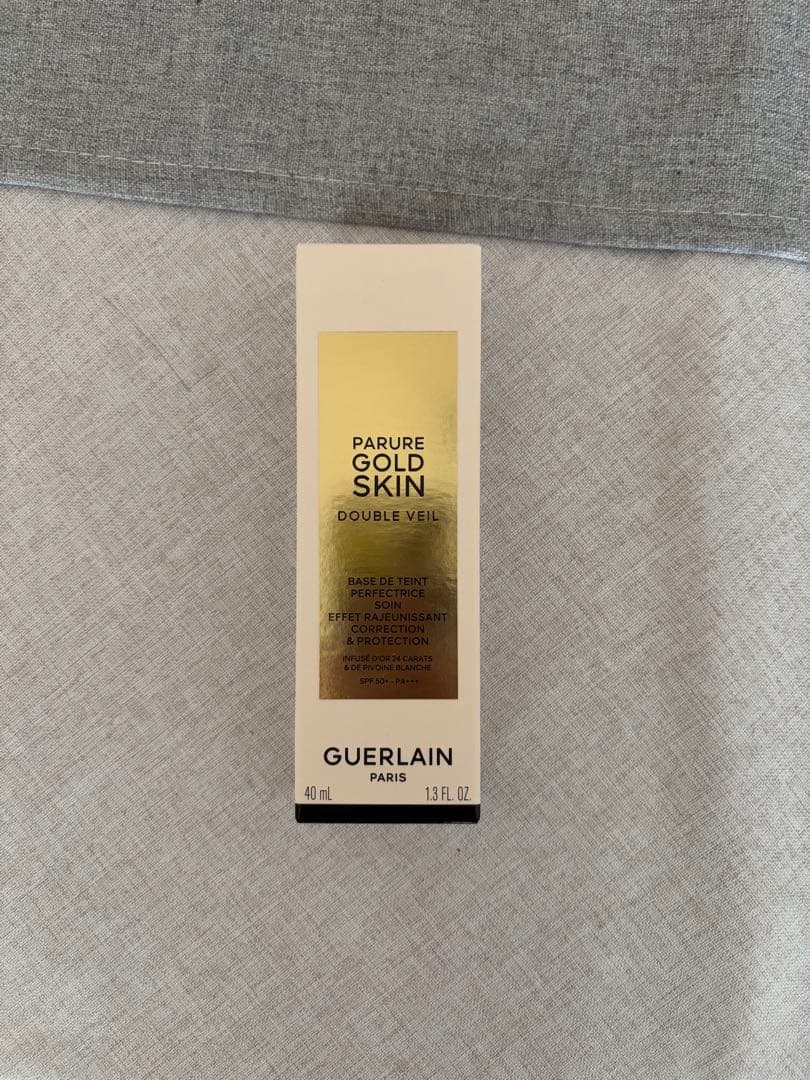 PARURE
GOLD
SKIN
DOUBLE VEIL
BASE DE TEINT
PERFECTRICE
SOIN
EFFET RAJEUNISSANT
CORRECTION
& PROTECTION
INFUSÉ D'OR 24 CARATS
& DE PIVOINE BLANCHE
SPF 50+ - PA+++
GUERLAIN
PARIS
40 mL 1.3 FL. OZ.